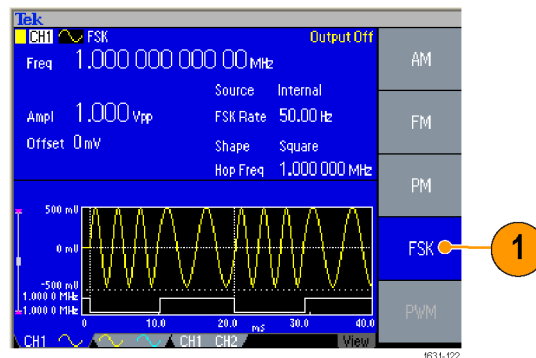 Tek
CH1 FSK Output Off
Freq 1.000 000 000 00 MHz
Source Internal
Ampl 1.000 Vpp FSK Rate 50.00 Hz
Offset 0 mV
Shape Square
Hop Freq 1.000 000 MHz
500 mV
0 mV
-500 mV
1.000 0 MHz
1.000 0 MHz
0 10.0 20.0 ms 30.0 40.0
CH1 CH1 CH2 View
AM
FM
PM
FSK
PWM
1
1631-122